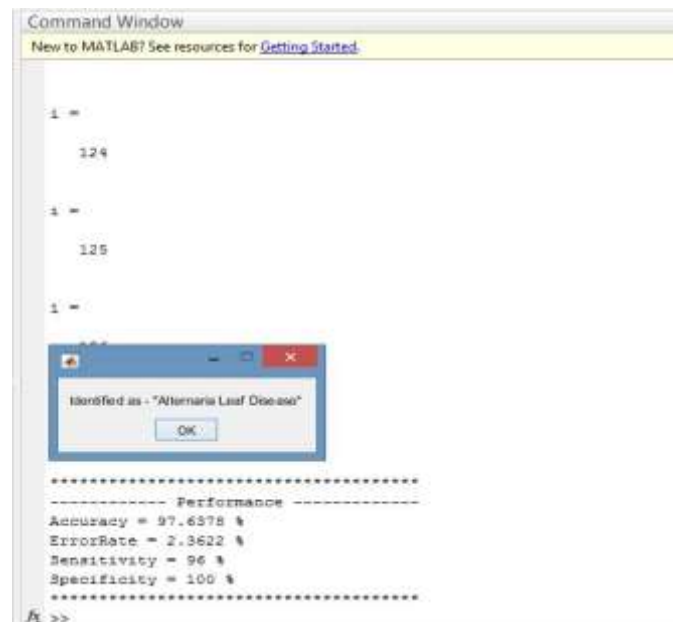 Command Window
New to MATLAB? See resources for Getting Started.
i =
124
i =
125
i =
Identified as - "Alternaria Leaf Disease"
OK
***************************************
------------ Performance -------------
Accuracy = 97.6378 %
ErrorRate = 2.3622 %
Sensitivity = 96 %
Specificity = 100 %
***************************************
fx >>